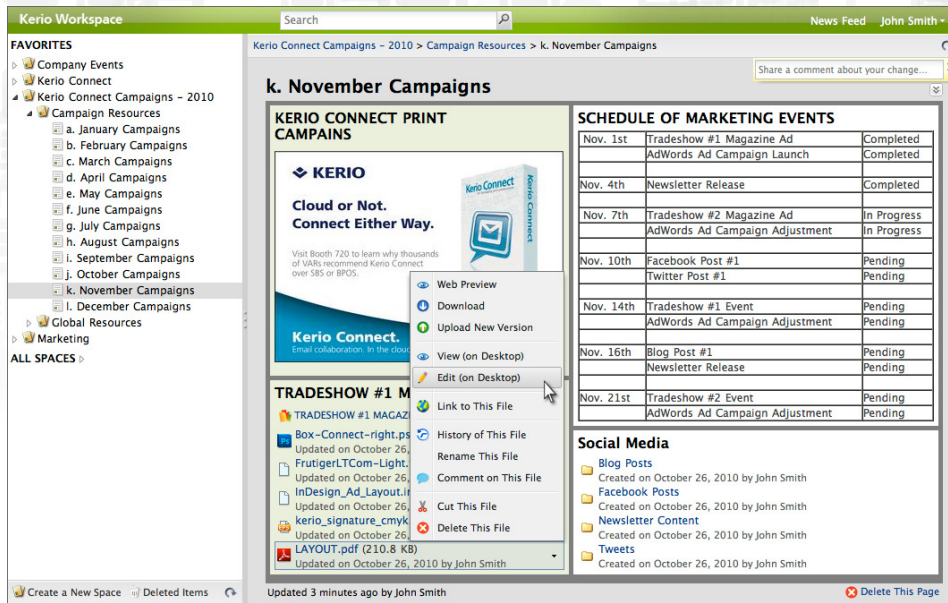 Kerio Workspace
Search
News Feed John Smith
FAVORITES
Company Events
Kerio Connect
Kerio Connect Campaigns – 2010
Campaign Resources
a. January Campaigns
b. February Campaigns
c. March Campaigns
d. April Campaigns
e. May Campaigns
f. June Campaigns
g. July Campaigns
h. August Campaigns
i. September Campaigns
j. October Campaigns
k. November Campaigns
l. December Campaigns
Global Resources
Marketing
ALL SPACES
Create a New Space
Deleted Items
Kerio Connect Campaigns – 2010 > Campaign Resources > k. November Campaigns
Share a comment about your change...
k. November Campaigns
KERIO CONNECT PRINT
CAMPAINS
KERIO
Cloud or Not.
Connect Either Way.
Visit Booth 720 to learn why thousands
of VARs recommend Kerio Connect
over SBS or BPOS.
Kerio Connect
Kerio Connect
Kerio Connect.
Email collaboration. In the cloud
Web Preview
Download
Upload New Version
View (on Desktop)
Edit (on Desktop)
Link to This File
History of This File
Rename This File
Comment on This File
Cut This File
Delete This File
TRADESHOW #1 M
TRADESHOW #1 MAGAZ
Ps
Box-Connect-right.ps
Updated on October 26,
FrutigerLTCom-Light.
Updated on October 26,
InDesign_Ad_Layout.in
Updated on October 26,
kerio_signature_cmyk
Updated on October 26,
LAYOUT.pdf (210.8 KB)
Updated on October 26, 2010 by John Smith
SCHEDULE OF MARKETING EVENTS
Nov. 1st Tradeshow #1 Magazine Ad Completed
AdWords Ad Campaign Launch Completed
Nov. 4th Newsletter Release Completed
Nov. 7th Tradeshow #2 Magazine Ad In Progress
AdWords Ad Campaign Adjustment In Progress
Nov. 10th Facebook Post #1 Pending
Twitter Post #1 Pending
Nov. 14th Tradeshow #1 Event Pending
AdWords Ad Campaign Adjustment Pending
Nov. 16th Blog Post #1 Pending
Newsletter Release Pending
Nov. 21st Tradeshow #2 Event Pending
AdWords Ad Campaign Adjustment Pending
Social Media
Blog Posts
Created on October 26, 2010 by John Smith
Facebook Posts
Created on October 26, 2010 by John Smith
Newsletter Content
Created on October 26, 2010 by John Smith
Tweets
Created on October 26, 2010 by John Smith
Updated 3 minutes ago by John Smith
Delete This Page